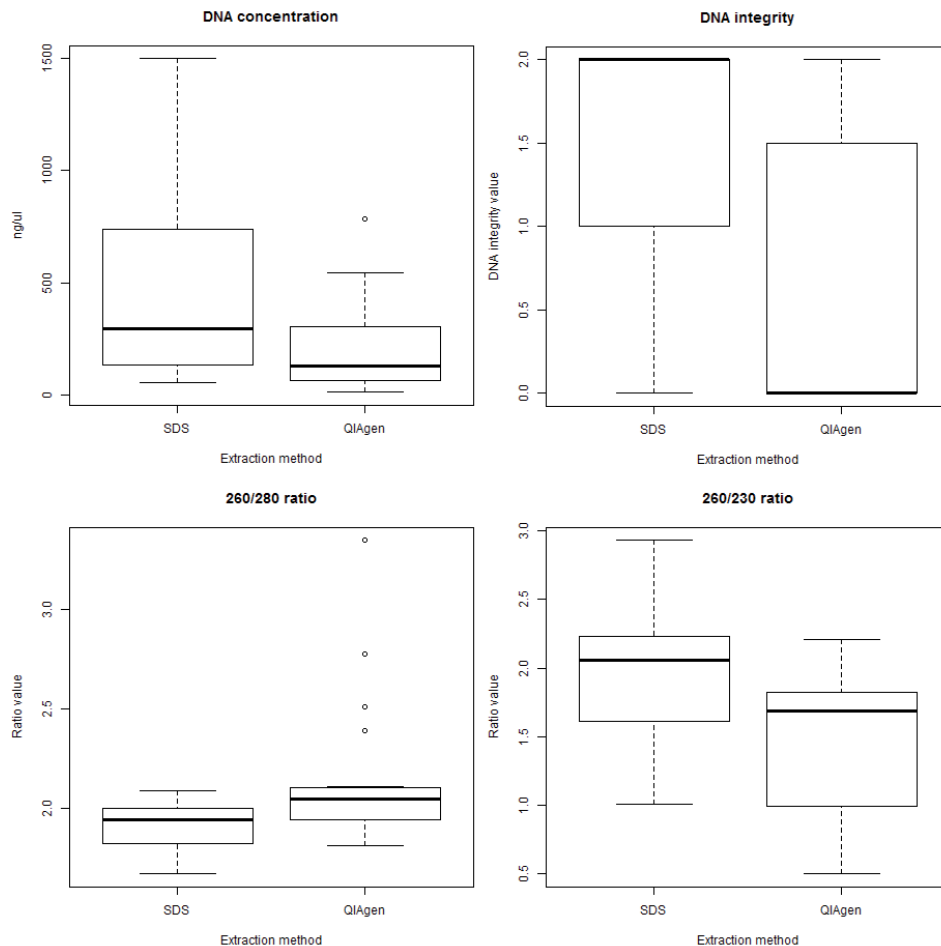 DNA concentration
ng/ul
0
500
1000
1500
SDS
QIAgen
Extraction method
DNA integrity
DNA integrity value
0.0
0.5
1.0
1.5
2.0
SDS
QIAgen
Extraction method
260/280 ratio
Ratio value
2.0
2.5
3.0
SDS
QIAgen
Extraction method
260/230 ratio
Ratio value
0.5
1.0
1.5
2.0
2.5
3.0
SDS
QIAgen
Extraction method